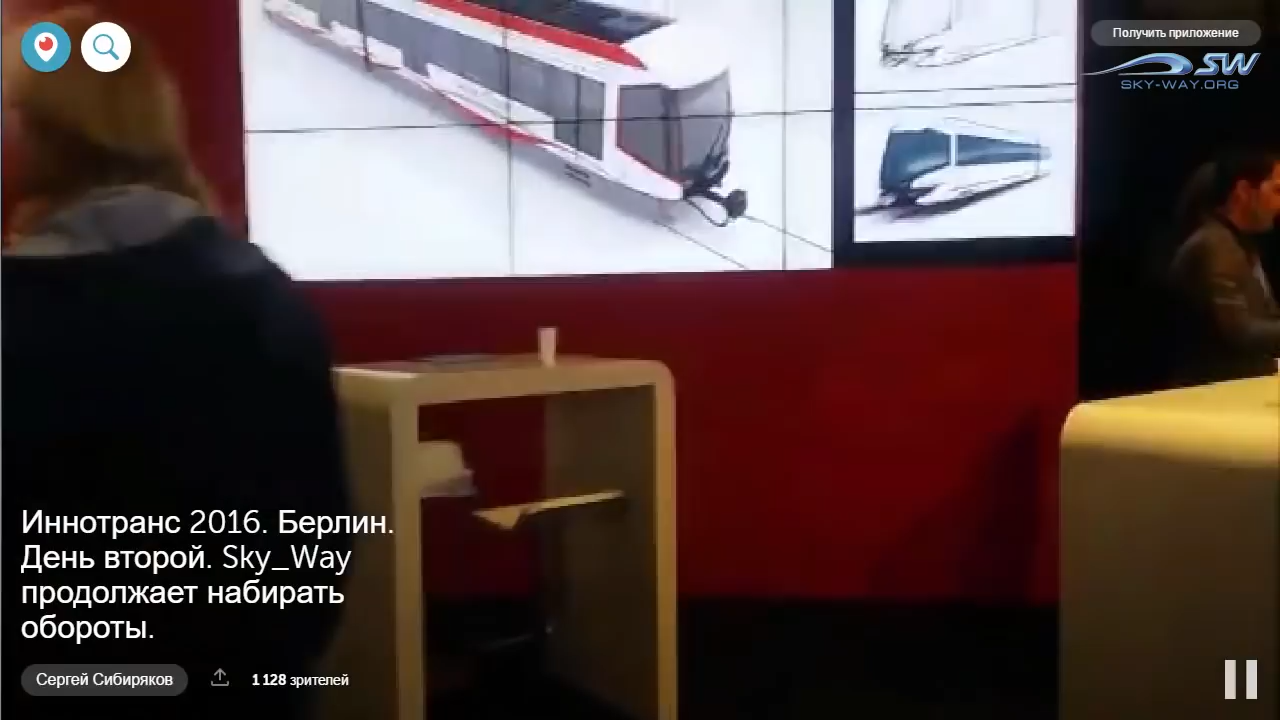 Получить приложение
SW
SKY-WAY.ORG
Иннотранс 2016. Берлин.
День второй. Sky_Way
продолжает набирать
обороты.
Сергей Сибиряков
1 128 зрителей